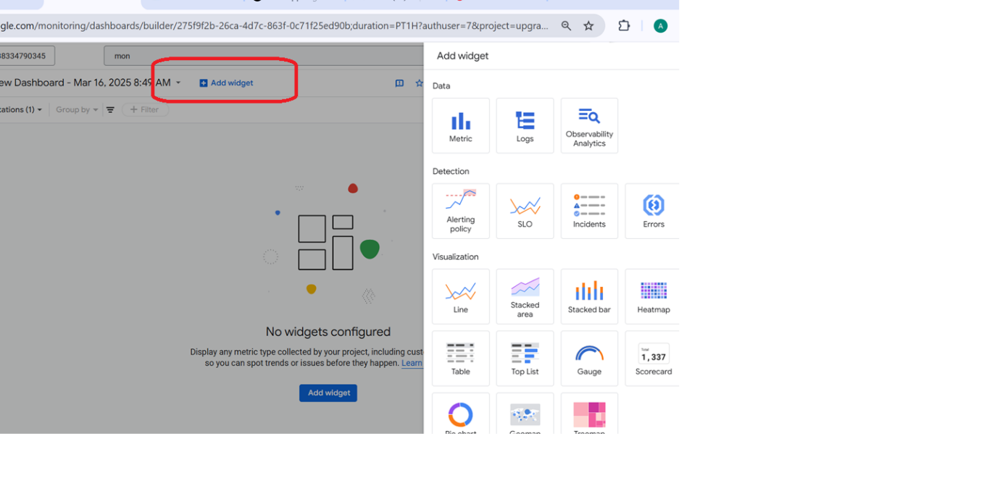 gle.com/monitoring/dashboards/builder/275f9f2b-26ca-4d7c-863f-0c71f25ed90b;duration=PT1H?authuser=7&project=upgra...
A
38334790345
mon
ew Dashboard - Mar 16, 2025 8:49 AM
Add widget
ations (1)
Group by
Filter
No widgets configured
Display any metric type collected by your project, including cust
so you can spot trends or issues before they happen. Learn
Add widget
Add widget
Data
Metric
Logs
Observability
Analytics
Detection
Alerting
policy
SLO
Incidents
Errors
Visualization
Line
Stacked
area
Stacked bar
Heatmap
Table
Top List
Gauge
Total
1,337
Scorecard
Pie chart
Geomap
Treemap